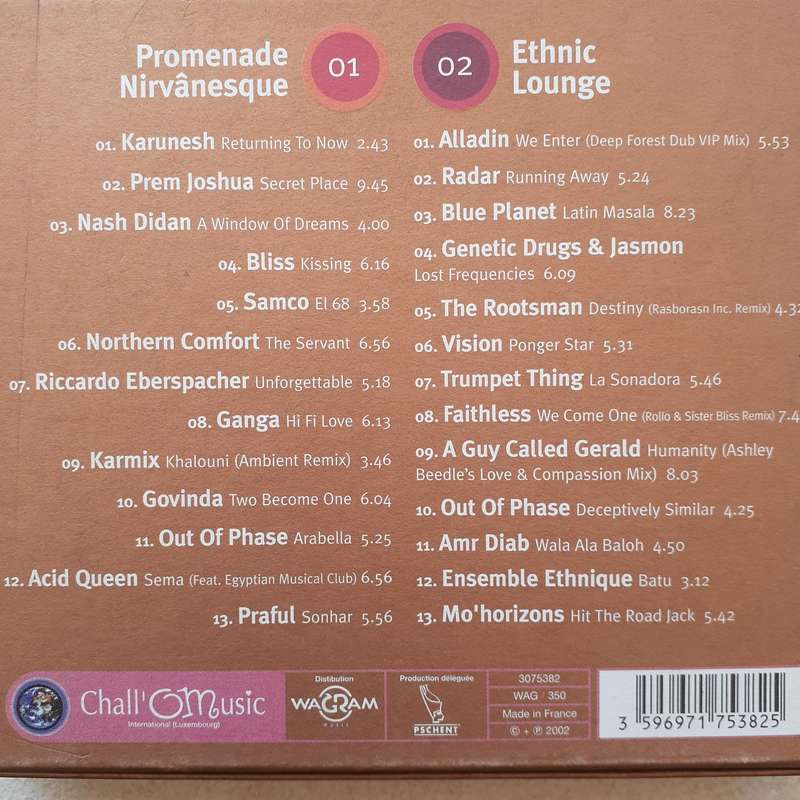 Promenade
Nirvânesque
01
01. Karunesh Returning To Now 2.43
02. Prem Joshua Secret Place 9.45
03. Nash Didan A Window Of Dreams 4.00
04. Bliss Kissing 6.16
05. Samco El 68 3.58
06. Northern Comfort The Servant 6.56
07. Riccardo Eberspacher Unforgettable 5.18
08. Ganga Hi Fi Love 6.13
09. Karmix Khalouni (Ambient Remix) 3.46
10. Govinda Two Become One 6.04
11. Out Of Phase Arabella 5.25
12. Acid Queen Sema (Feat. Egyptian Musical Club) 6.56
13. Praful Sonhar 5.56
02
Ethnic
Lounge
01. Alladin We Enter (Deep Forest Dub VIP Mix) 5.53
02. Radar Running Away 5.24
03. Blue Planet Latin Masala 8.23
04. Genetic Drugs & Jasmon
Lost Frequencies 6.09
05. The Rootsman Destiny (Rasborasn Inc. Remix) 4.32
06. Vision Ponger Star 5.31
07. Trumpet Thing La Sonadora 5.46
08. Faithless We Come One (Rollo & Sister Bliss Remix) 7.4
09. A Guy Called Gerald Humanity (Ashley
Beedle's Love & Compassion Mix) 8.03
10. Out Of Phase Deceptively Similar 4.25
11. Amr Diab Wala Ala Baloh 4.50
12. Ensemble Ethnique Batu 3.12
13. Mo'horizons Hit The Road Jack 5.42
Chall'OMusic
International (Luxembourg)
Distibution
WAGRAM
MUSIC
Production déléguée
PSCHENT
3075382
WAG 350
Made in France
© + ℗ 2002
3 596971 753825